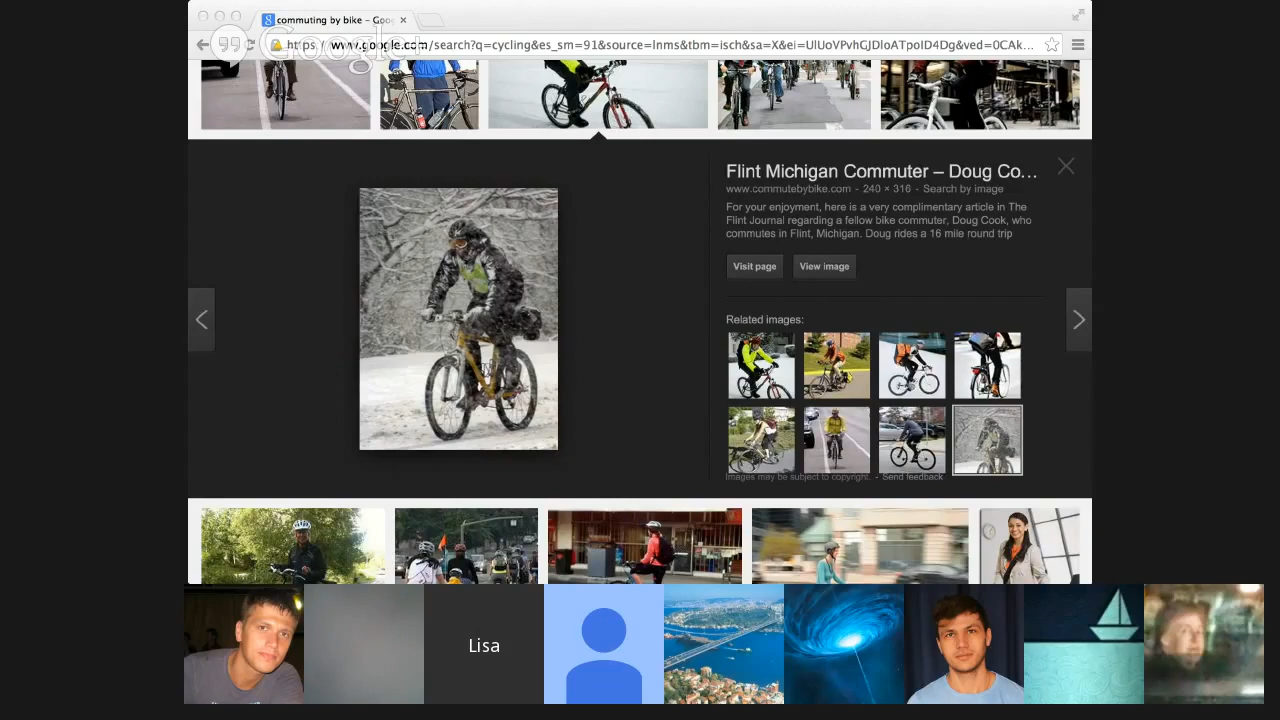 commuting by bike – Goo
Google+
https://www.google.com/search?q=cycling&es_sm=91&source=lnms&tbm=isch&sa=X&ei=
Flint Michigan Commuter – Doug Co...
www.commutebybike.com - 240 × 316 - Search by image
For your enjoyment, here is a very complimentary article in The
Flint Journal regarding a fellow bike commuter, Doug Cook, who
commutes in Flint, Michigan. Doug rides a 16 mile round trip
Visit page View image
Related images:
Images may be subject to copyright. - Send feedback
Lisa